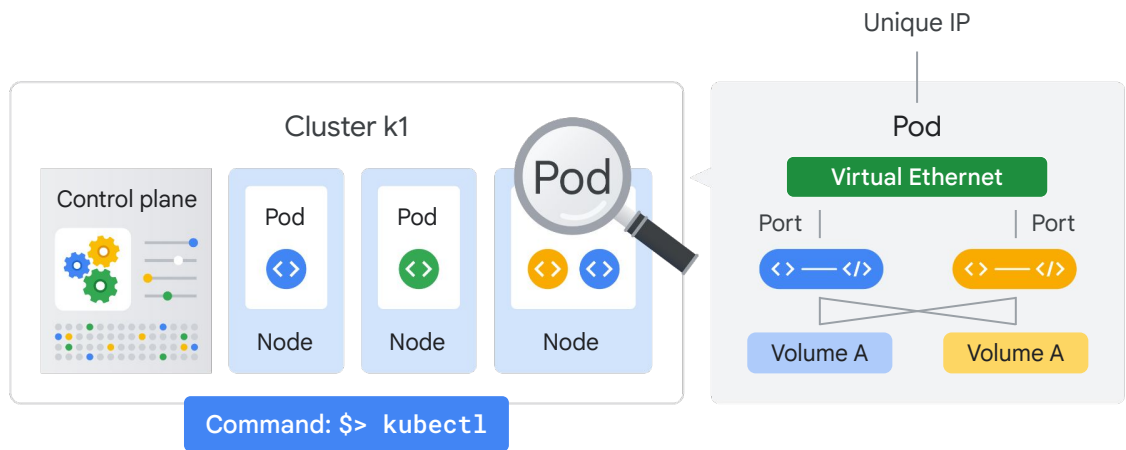 Unique IP
Cluster k1
Control plane
Pod
<>
Node
Pod
<>
Node
Pod
<> <>
Node
Command: $> kubectl
Pod
Virtual Ethernet
Port
Port
<> — </>
<> — </>
Volume A
Volume A